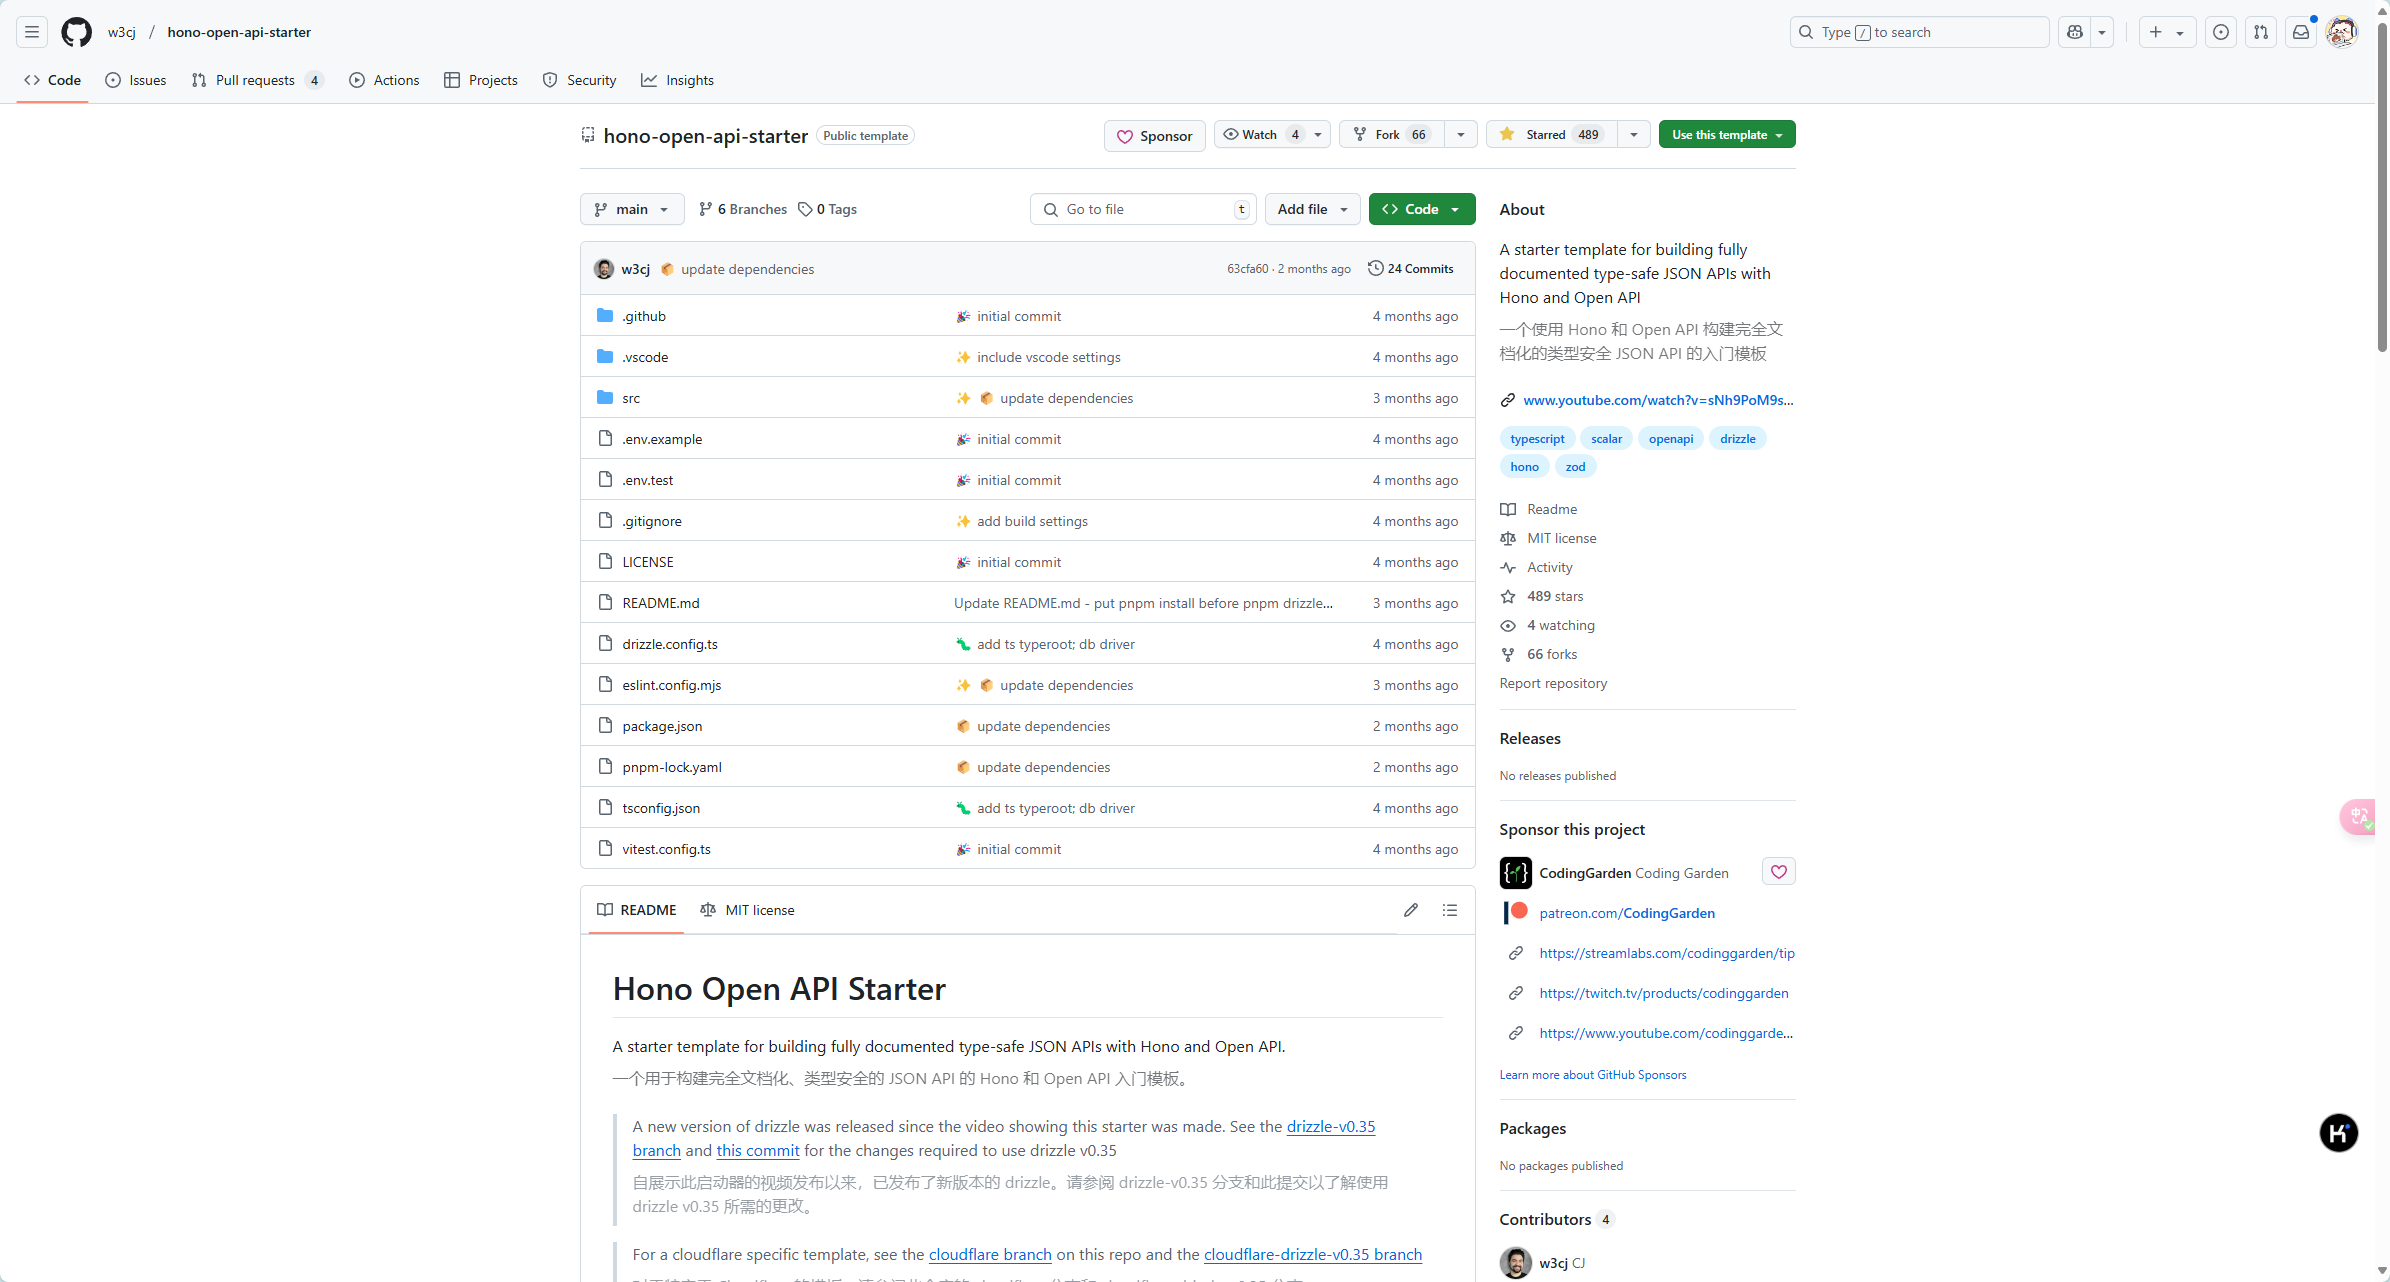 w3cj / hono-open-api-starter
Type / to search
Code Issues Pull requests 4 Actions Projects Security Insights
hono-open-api-starter Public template
Sponsor Watch 4 Fork 66 Starred 489 Use this template
main 6 Branches 0 Tags Go to file t Add file Code
w3cj update dependencies 63cfa60 · 2 months ago 24 Commits
.github initial commit 4 months ago
.vscode include vscode settings 4 months ago
src update dependencies 3 months ago
.env.example initial commit 4 months ago
.env.test initial commit 4 months ago
.gitignore add build settings 4 months ago
LICENSE initial commit 4 months ago
README.md Update README.md - put pnpm install before pnpm drizzle... 3 months ago
drizzle.config.ts add ts typeroot; db driver 4 months ago
eslint.config.mjs update dependencies 3 months ago
package.json update dependencies 2 months ago
pnpm-lock.yaml update dependencies 2 months ago
tsconfig.json add ts typeroot; db driver 4 months ago
vitest.config.ts initial commit 4 months ago
README MIT license
Hono Open API Starter
A starter template for building fully documented type-safe JSON APIs with Hono and Open API.
一个用于构建完全文档化、类型安全的 JSON API 的 Hono 和 Open API 入门模板。
A new version of drizzle was released since the video showing this starter was made. See the drizzle-v0.35
branch and this commit for the changes required to use drizzle v0.35
自展示此启动器的视频发布以来，已发布了新版本的 drizzle。请参阅 drizzle-v0.35 分支和此提交以了解使用
drizzle v0.35 所需的更改。
For a cloudflare specific template, see the cloudflare branch on this repo and the cloudflare-drizzle-v0.35 branch
About
A starter template for building fully
documented type-safe JSON APIs with
Hono and Open API
一个使用 Hono 和 Open API 构建完全文
档化的类型安全 JSON API 的入门模板
www.youtube.com/watch?v=sNh9PoM9s...
typescript scalar openapi drizzle
hono zod
Readme
MIT license
Activity
489 stars
4 watching
66 forks
Report repository
Releases
No releases published
Sponsor this project
CodingGarden Coding Garden
patreon.com/CodingGarden
https://streamlabs.com/codinggarden/tip
https://twitch.tv/products/codinggarden
https://www.youtube.com/codinggarde...
Learn more about GitHub Sponsors
Packages
No packages published
Contributors 4
w3cj CJ